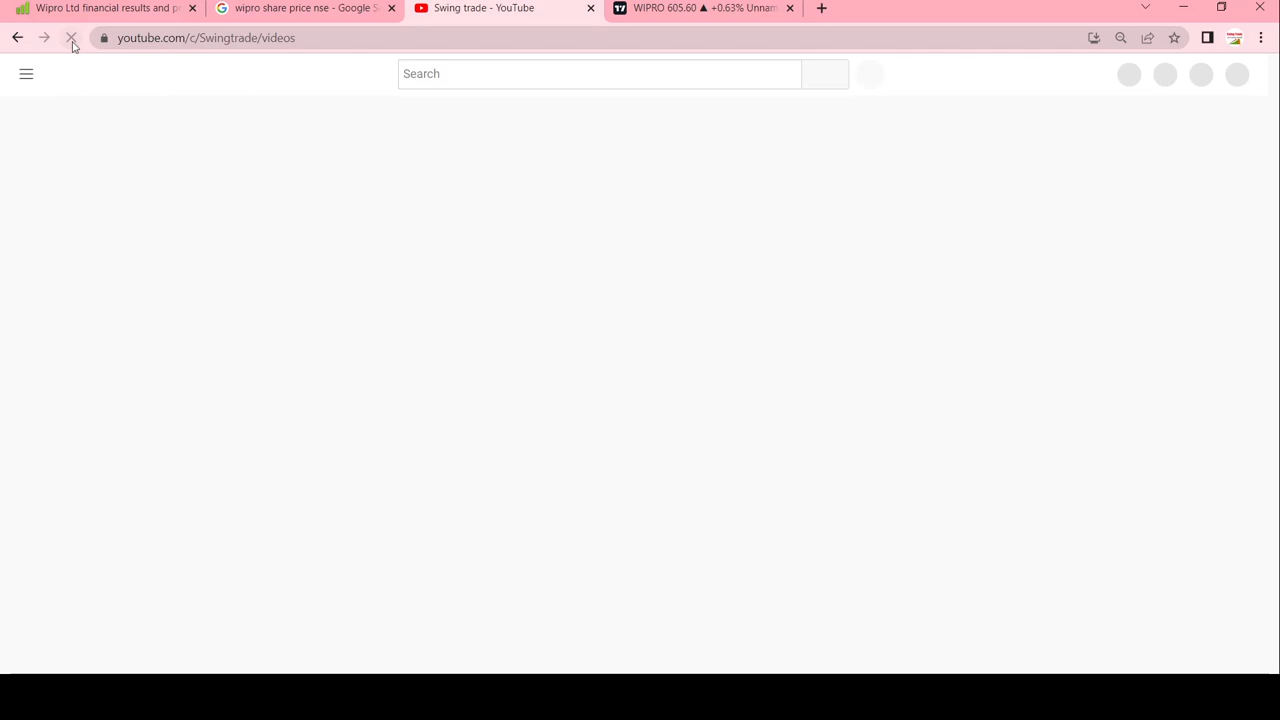 Wipro Ltd financial results and p
wipro share price nse - Google S
Swing trade - YouTube
WIPRO 605.60 ▲ +0.63% Unnam
youtube.com/c/Swingtrade/videos
Search